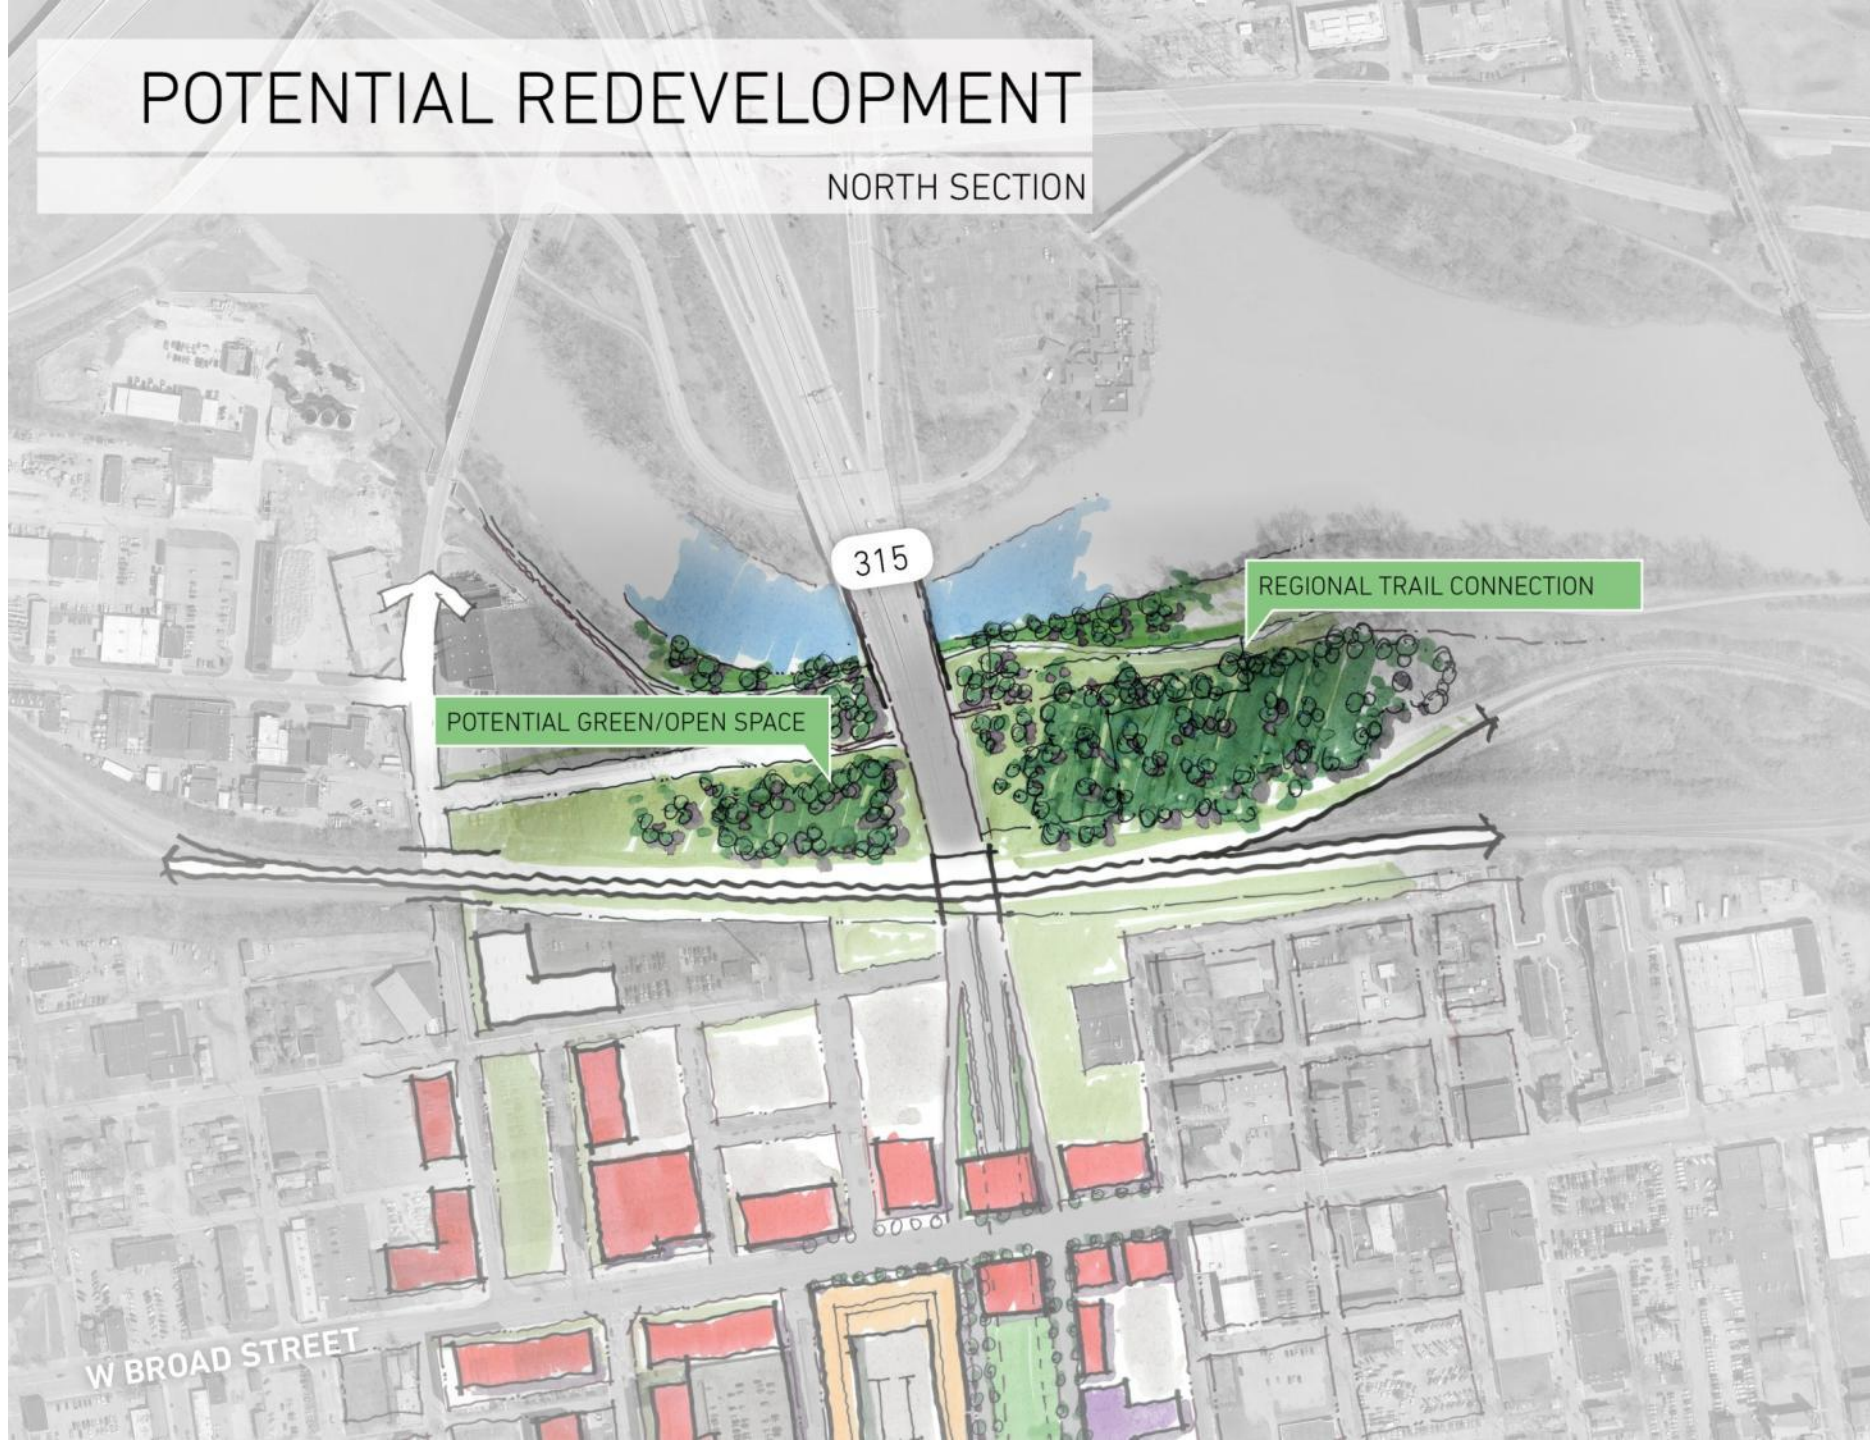 POTENTIAL REDEVELOPMENT
NORTH SECTION
315
REGIONAL TRAIL CONNECTION
POTENTIAL GREEN/OPEN SPACE
W BROAD STREET